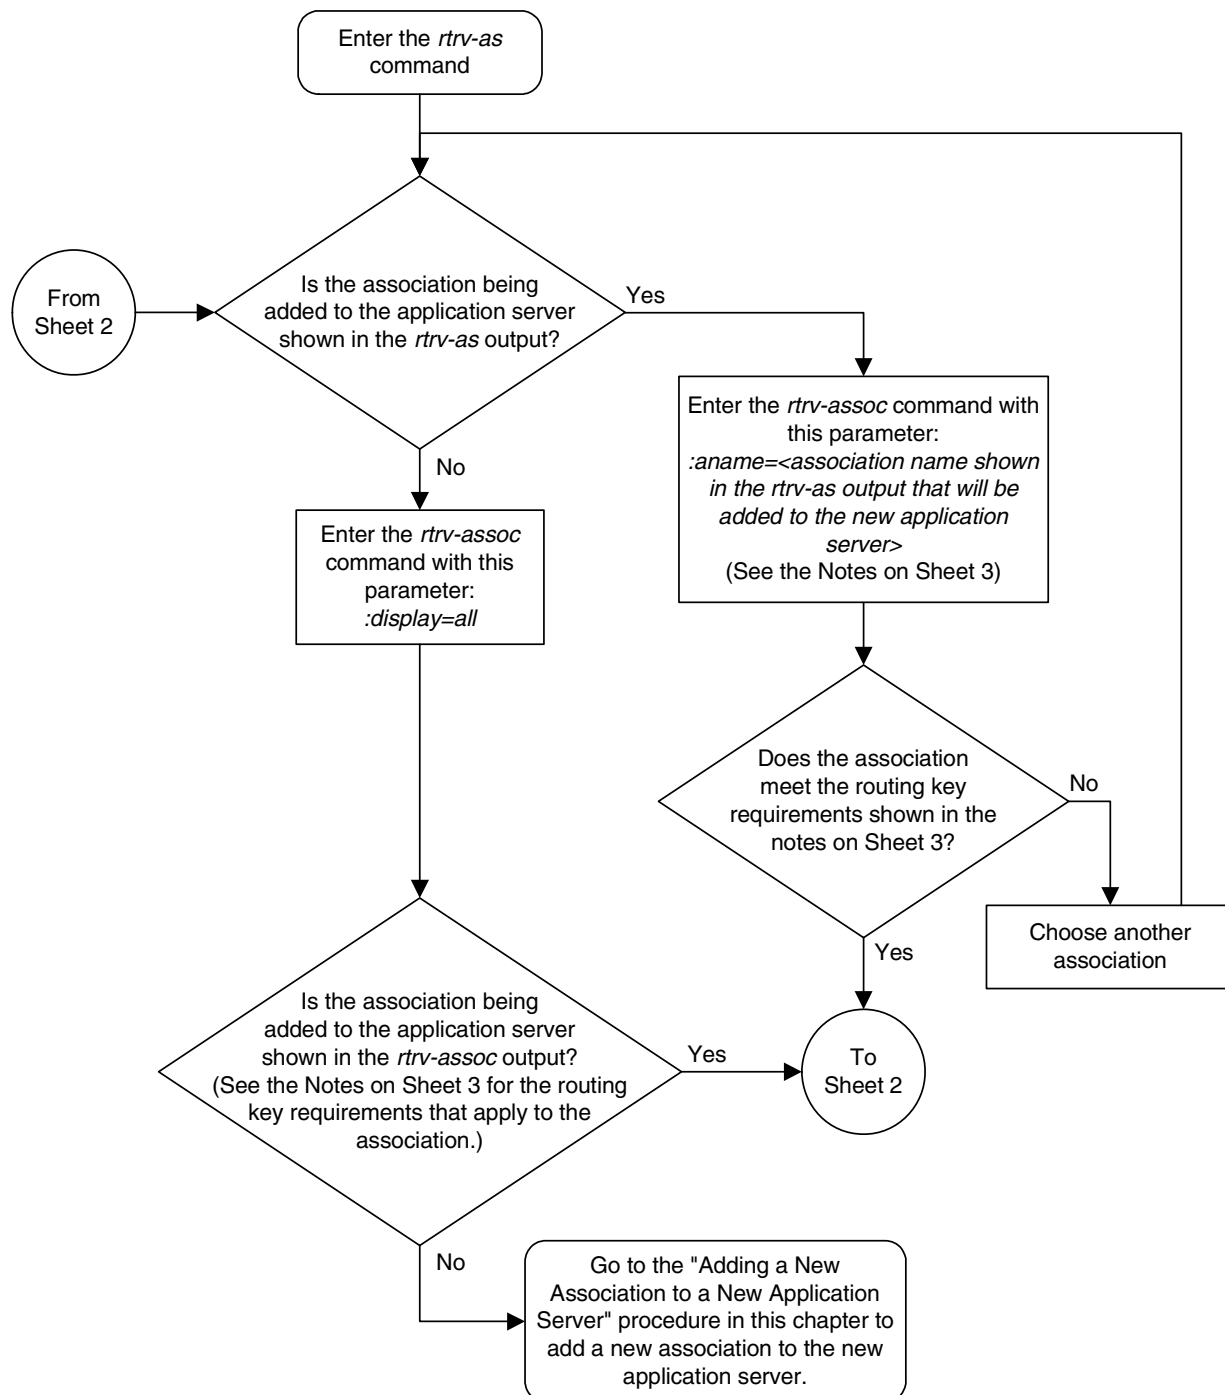 Enter the rtrv-as
command
From
Sheet 2
Is the association being
added to the application server
shown in the rtrv-as output?
Yes
No
Enter the rtrv-assoc command with
this parameter:
:aname=<association name shown
in the rtrv-as output that will be
added to the new application
server>
(See the Notes on Sheet 3)
Enter the rtrv-assoc
command with this
parameter:
:display=all
Does the association
meet the routing key
requirements shown in the
notes on Sheet 3?
No
Yes
Choose another
association
Is the association being
added to the application server
shown in the rtrv-assoc output?
(See the Notes on Sheet 3 for the routing
key requirements that apply to the
association.)
Yes
To
Sheet 2
No
Go to the "Adding a New
Association to a New Application
Server" procedure in this chapter to
add a new association to the new
application server.